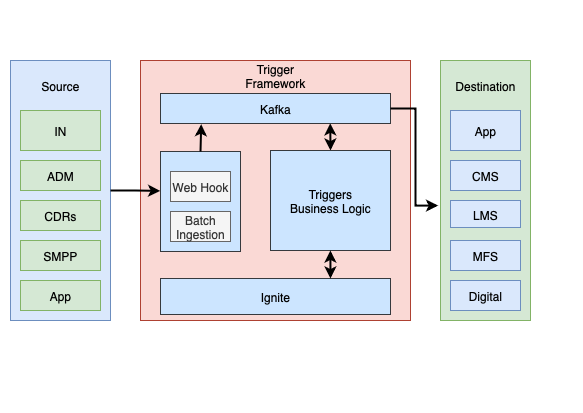 Source
IN
ADM
CDRs
SMPP
App
Trigger
Framework
Kafka
Web Hook
Batch
Ingestion
Triggers
Business Logic
Ignite
Destination
App
CMS
LMS
MFS
Digital